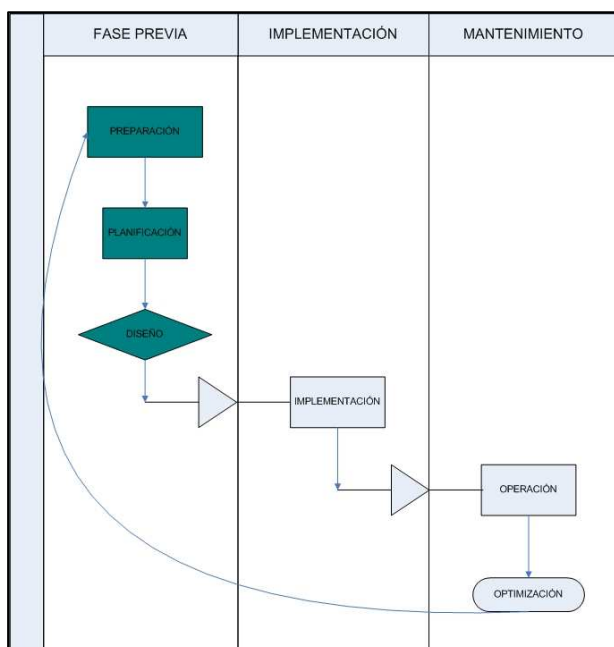 FASE PREVIA
IMPLEMENTACIÓN
MANTENIMIENTO
PREPARACIÓN
PLANIFICACIÓN
DISEÑO
IMPLEMENTACIÓN
OPERACIÓN
OPTIMIZACIÓN